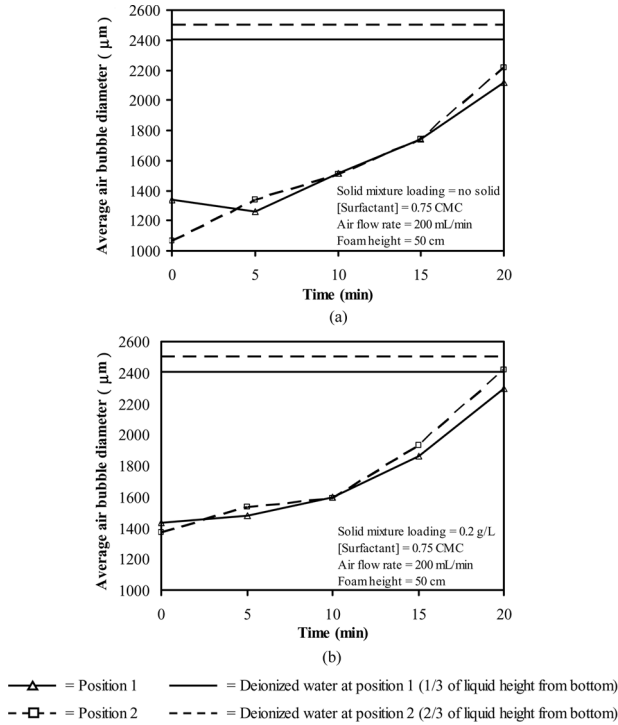 2600
2400
2200
2000
1800
1600
1400
1200
1000
Average air bubble diameter ( μm)
Solid mixture loading = no solid
[Surfactant] = 0.75 CMC
Air flow rate = 200 mL/min
Foam height = 50 cm
0 5 10 15 20
Time (min)
(a)
2600
2400
2200
2000
1800
1600
1400
1200
1000
Average air bubble diameter ( μm)
Solid mixture loading = 0.2 g/L
[Surfactant] = 0.75 CMC
Air flow rate = 200 mL/min
Foam height = 50 cm
0 5 10 15 20
Time (min)
(b)
= Position 1 = Deionized water at position 1 (1/3 of liquid height from bottom)
= Position 2 = Deionized water at position 2 (2/3 of liquid height from bottom)